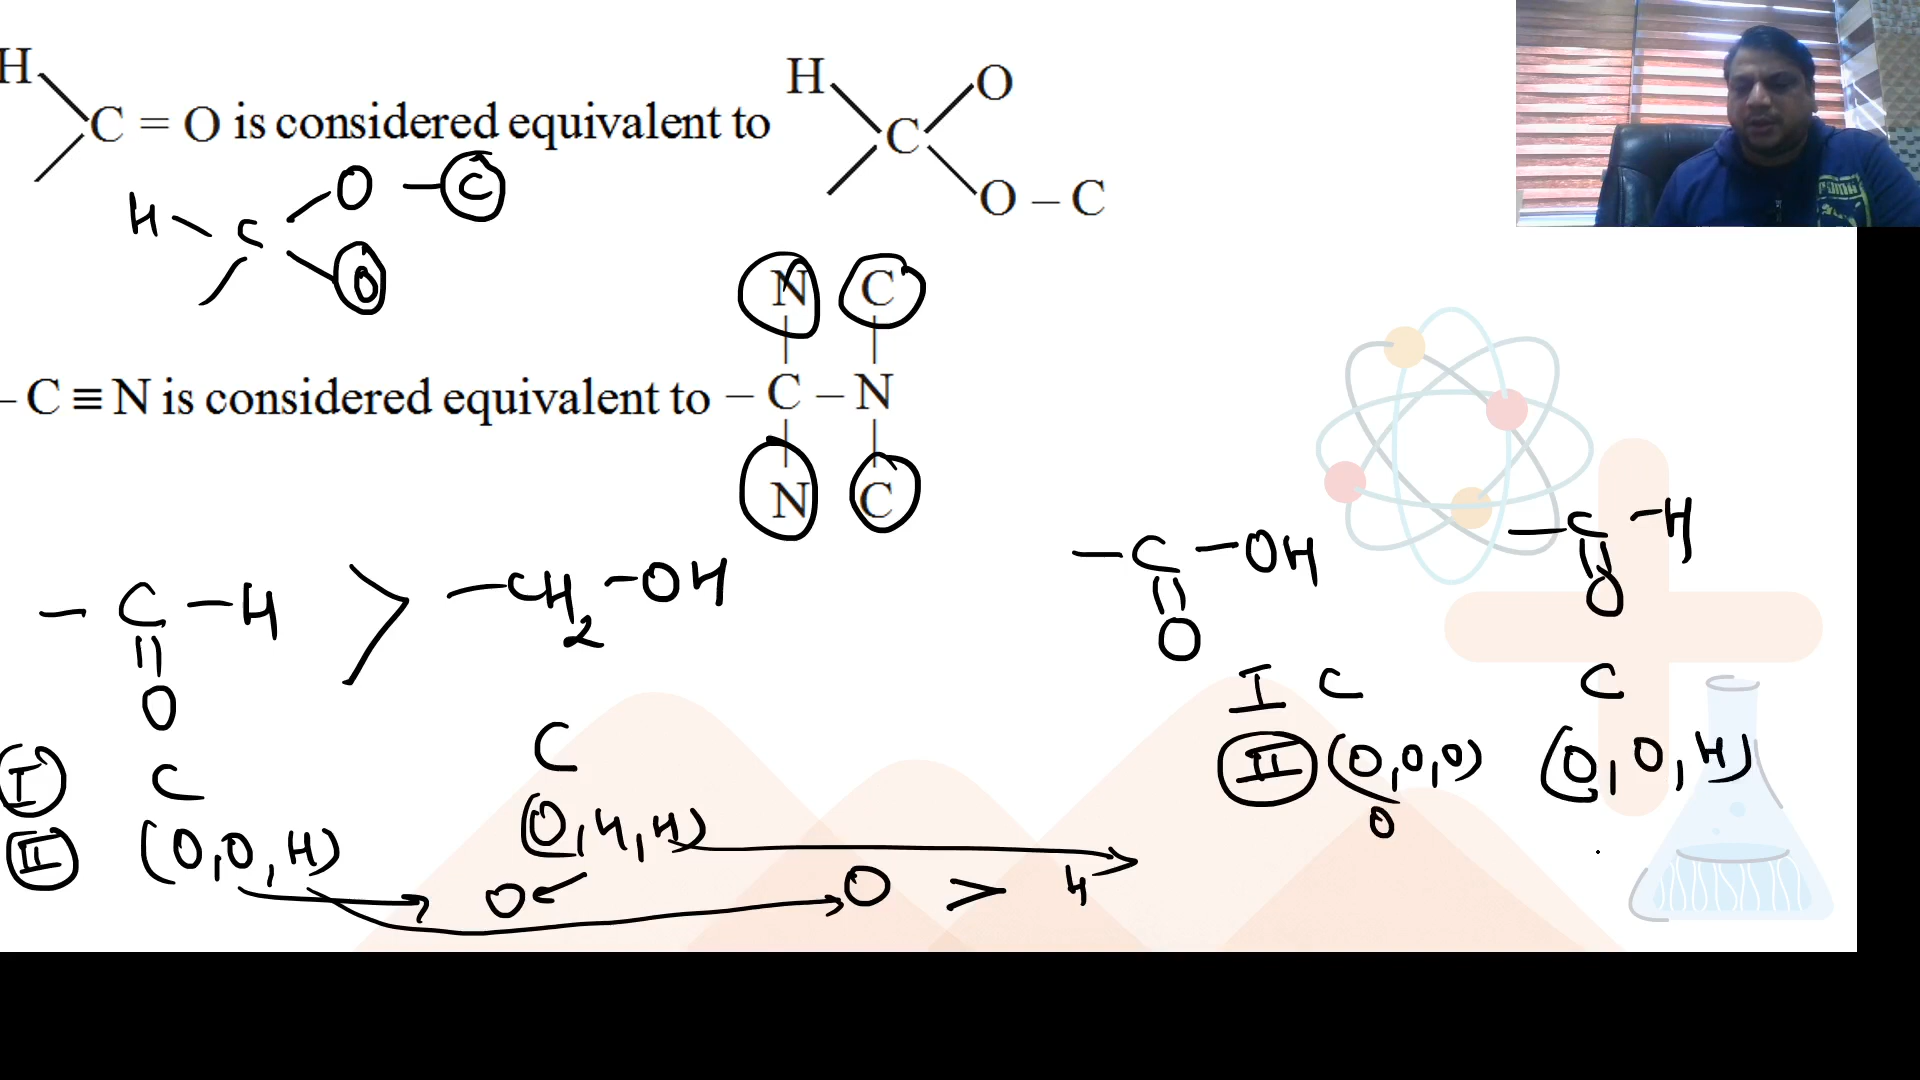 H
C = O is considered equivalent to
H
O
C
O – C
H
C
O – C
O
– C ≡ N is considered equivalent to
N C
– C – N
N C
– C – H
=
O
>
– CH2 – OH
– C – OH
=
O
– C – H
=
O
I C C
II (O, O, H) (O, H, H)
O O > H
I C C
II (O, O, O) (O, O, H)
O